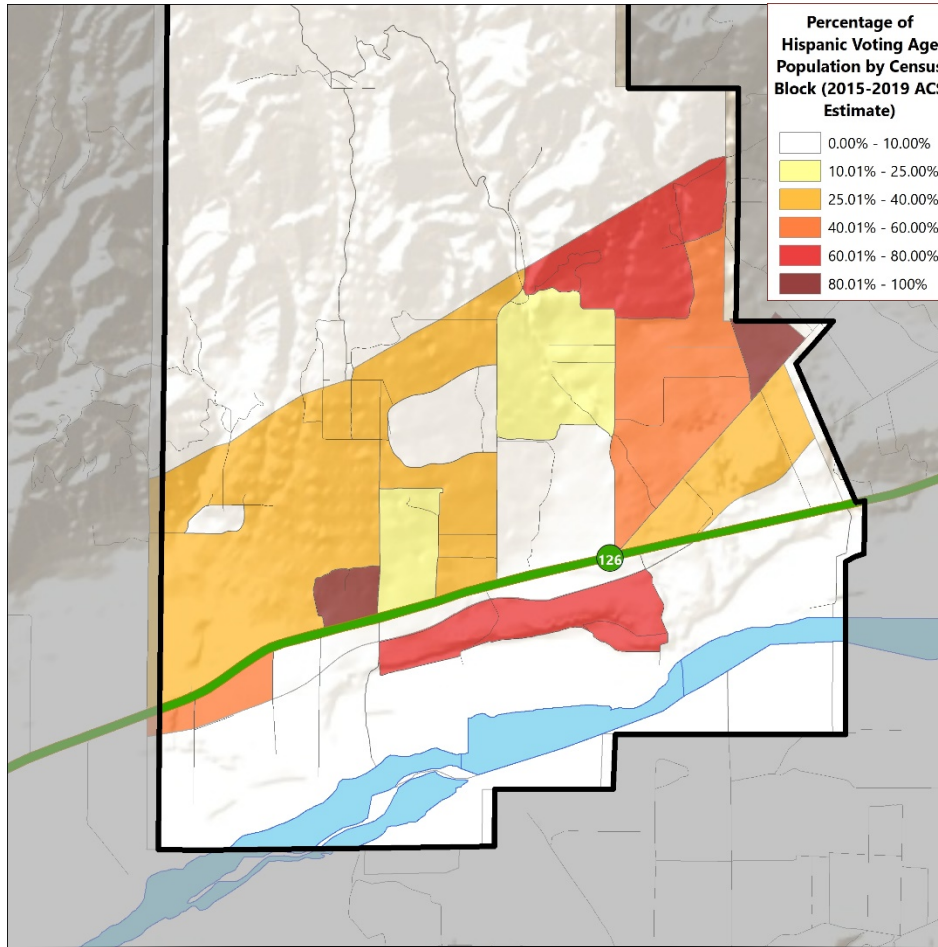 Percentage of
Hispanic Voting Age
Population by Census
Block (2015-2019 ACS
Estimate)
0.00% - 10.00%
10.01% - 25.00%
25.01% - 40.00%
40.01% - 60.00%
60.01% - 80.00%
80.01% - 100%
126